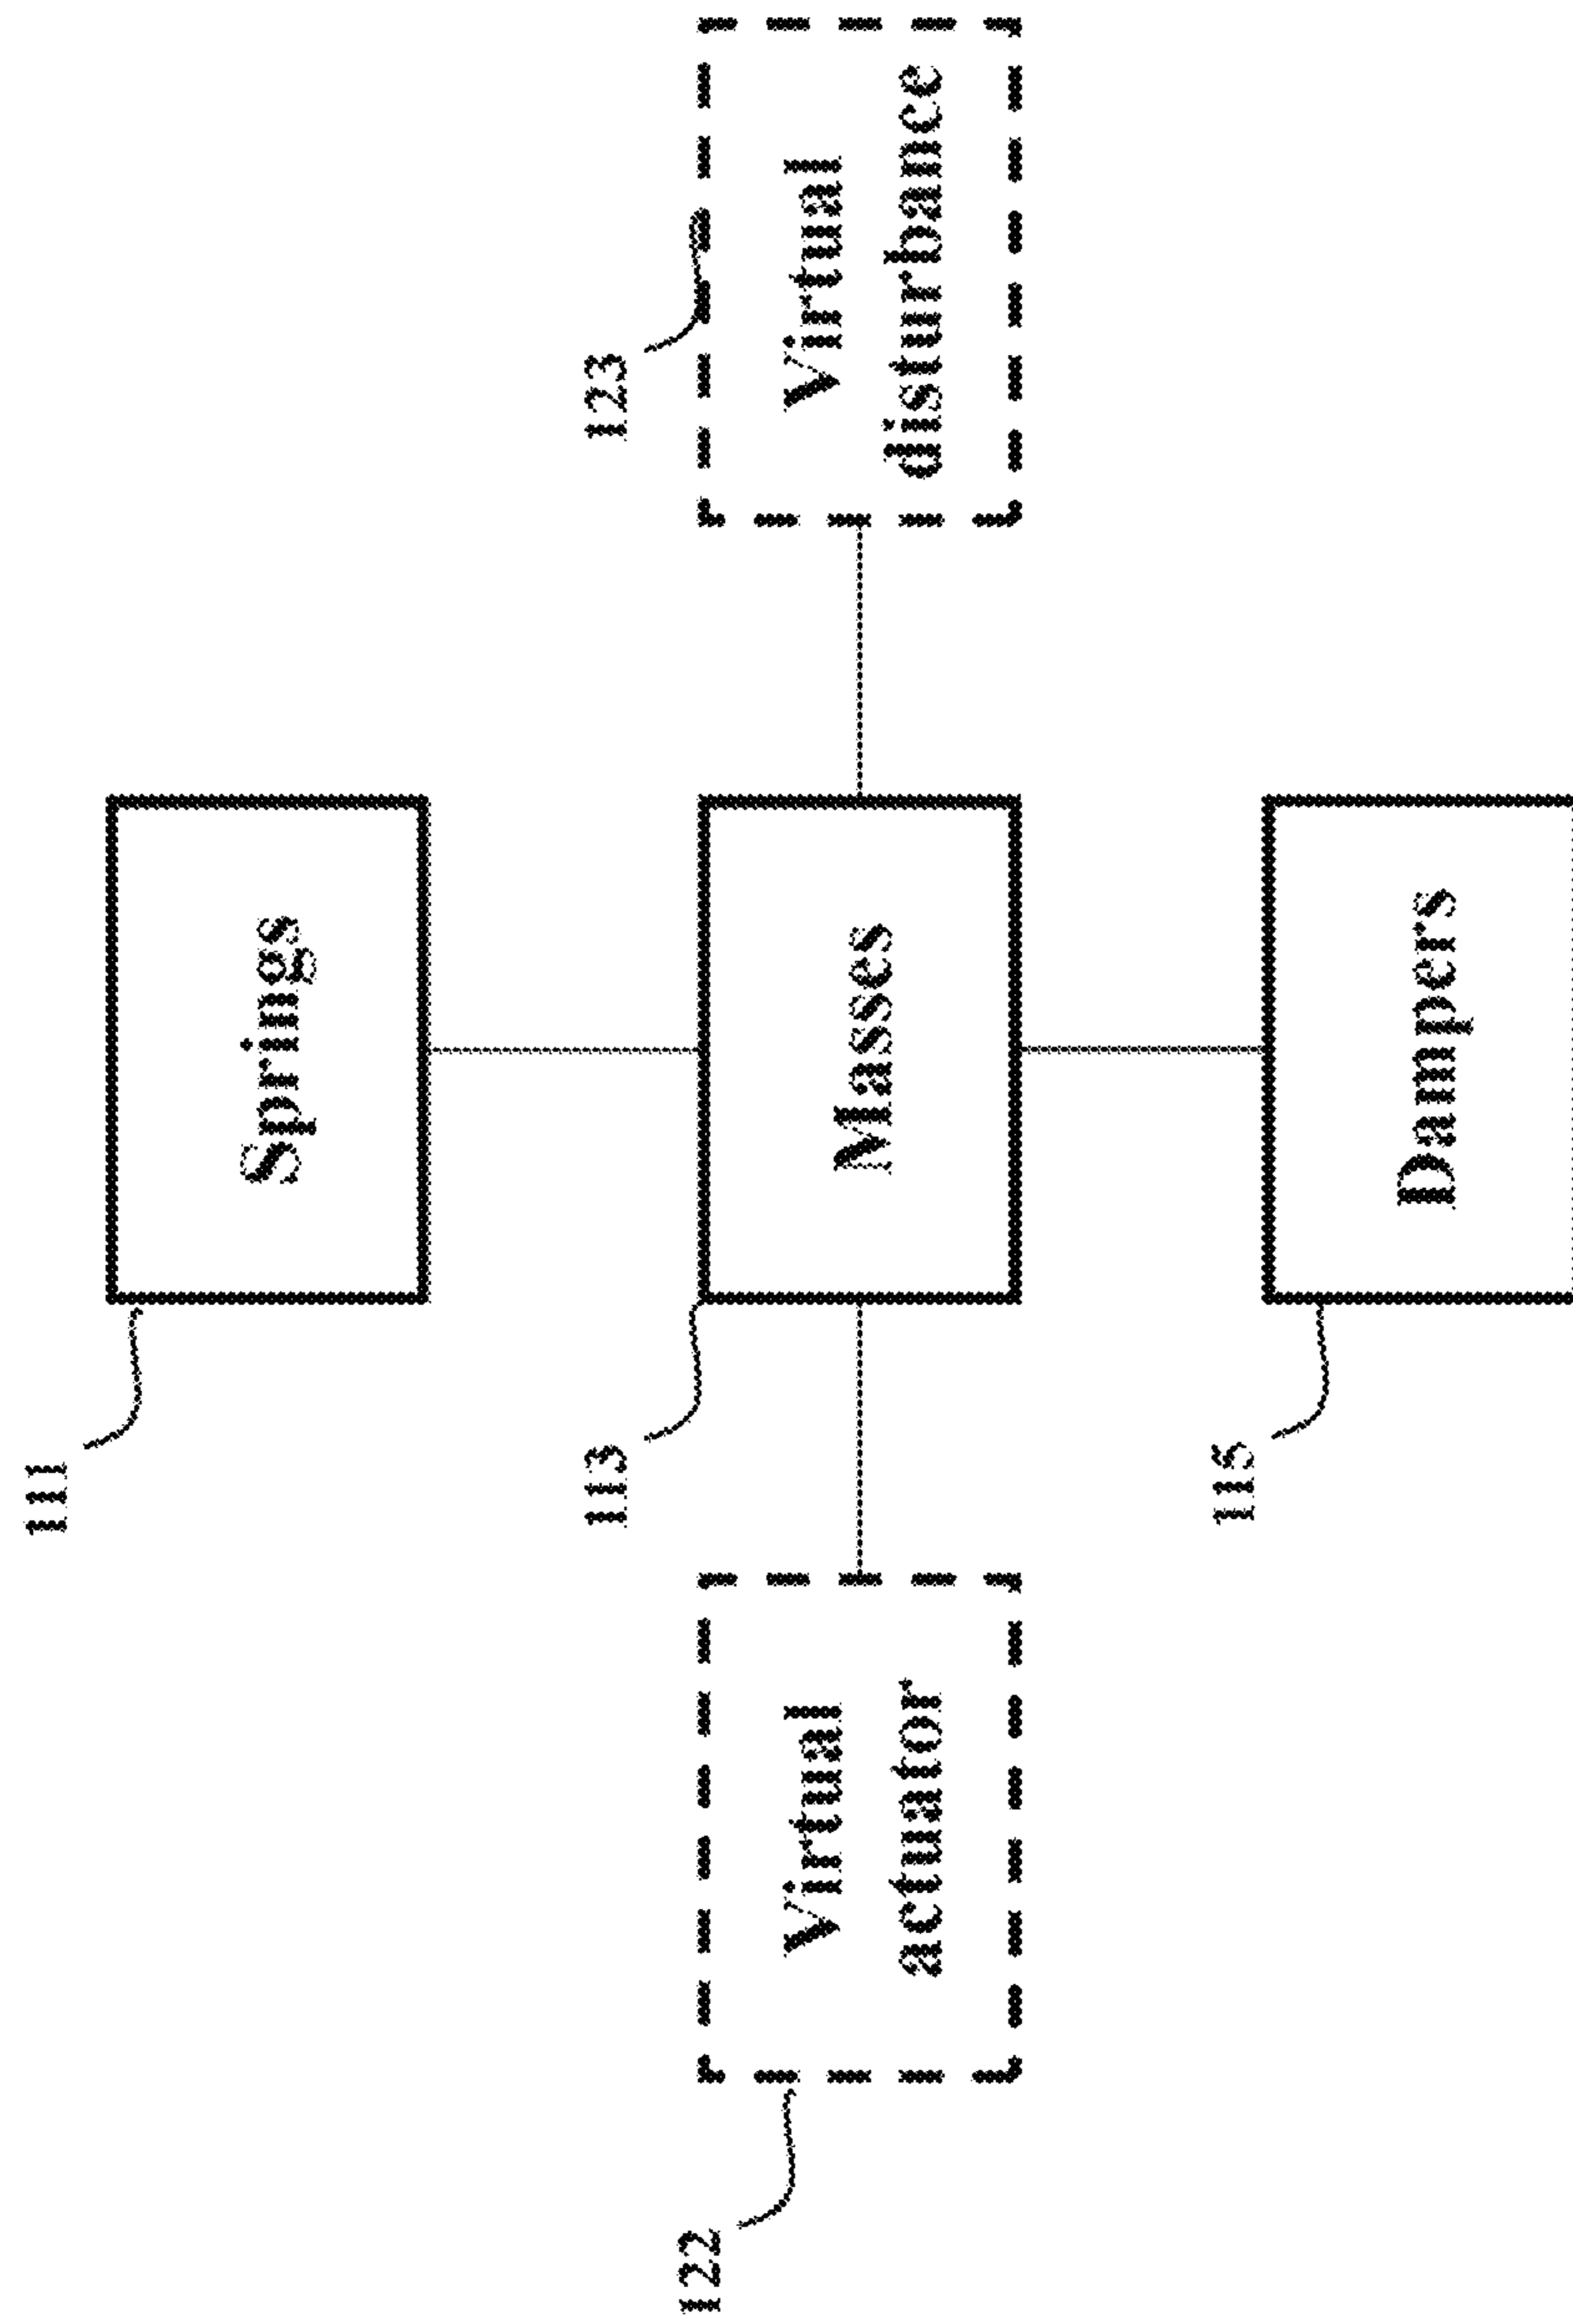 111
Springs
123
Virtual
disturbance
113
Masses
122
Virtual
actuator
115
Dampers